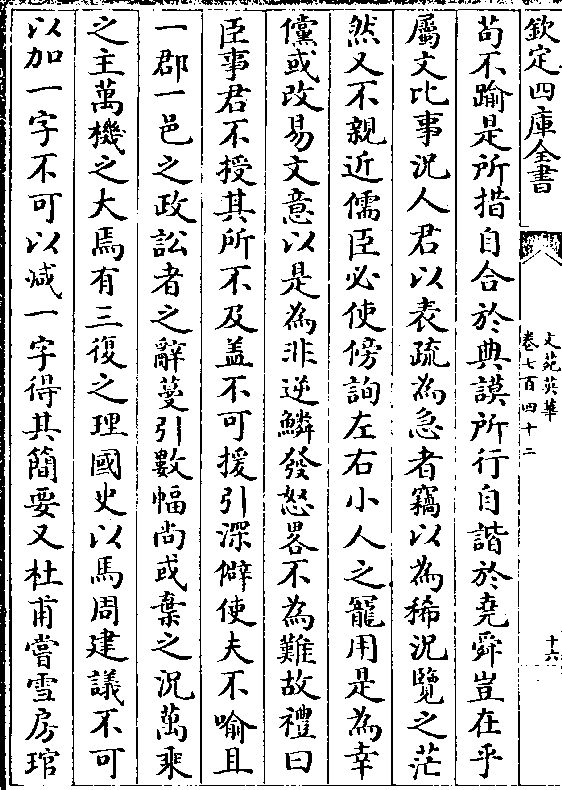 欽定四庫全書
文苑英華
卷七百四十二
十六
苟不踰是所措自合於典謨所行自諧於堯舜豈在乎
屬文比事況人君以表疏為急者竊以為稀況覽之茫
然又不親近儒臣必使傍詢左右小人之寵用是為幸
儻或改易文意以是為非逆鱗發怒畧不為難故禮曰
臣事君不授其所不及盖不可援引深僻使夫不喻且
一郡一邑之政訟者之辭蔓引數幅尚或棄之況萬乘
之主萬機之大焉有三復之理國史以馬周建議不可
以加一字不可以减一字得其簡要又杜甫嘗雪房琯